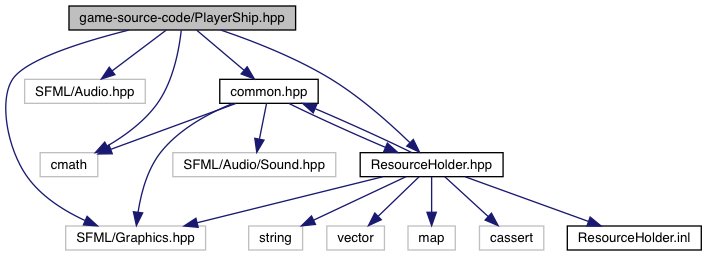 game-source-code/PlayerShip.hpp
SFML/Audio.hpp
common.hpp
cmath
SFML/Audio/Sound.hpp
ResourceHolder.hpp
SFML/Graphics.hpp
string
vector
map
cassert
ResourceHolder.inl